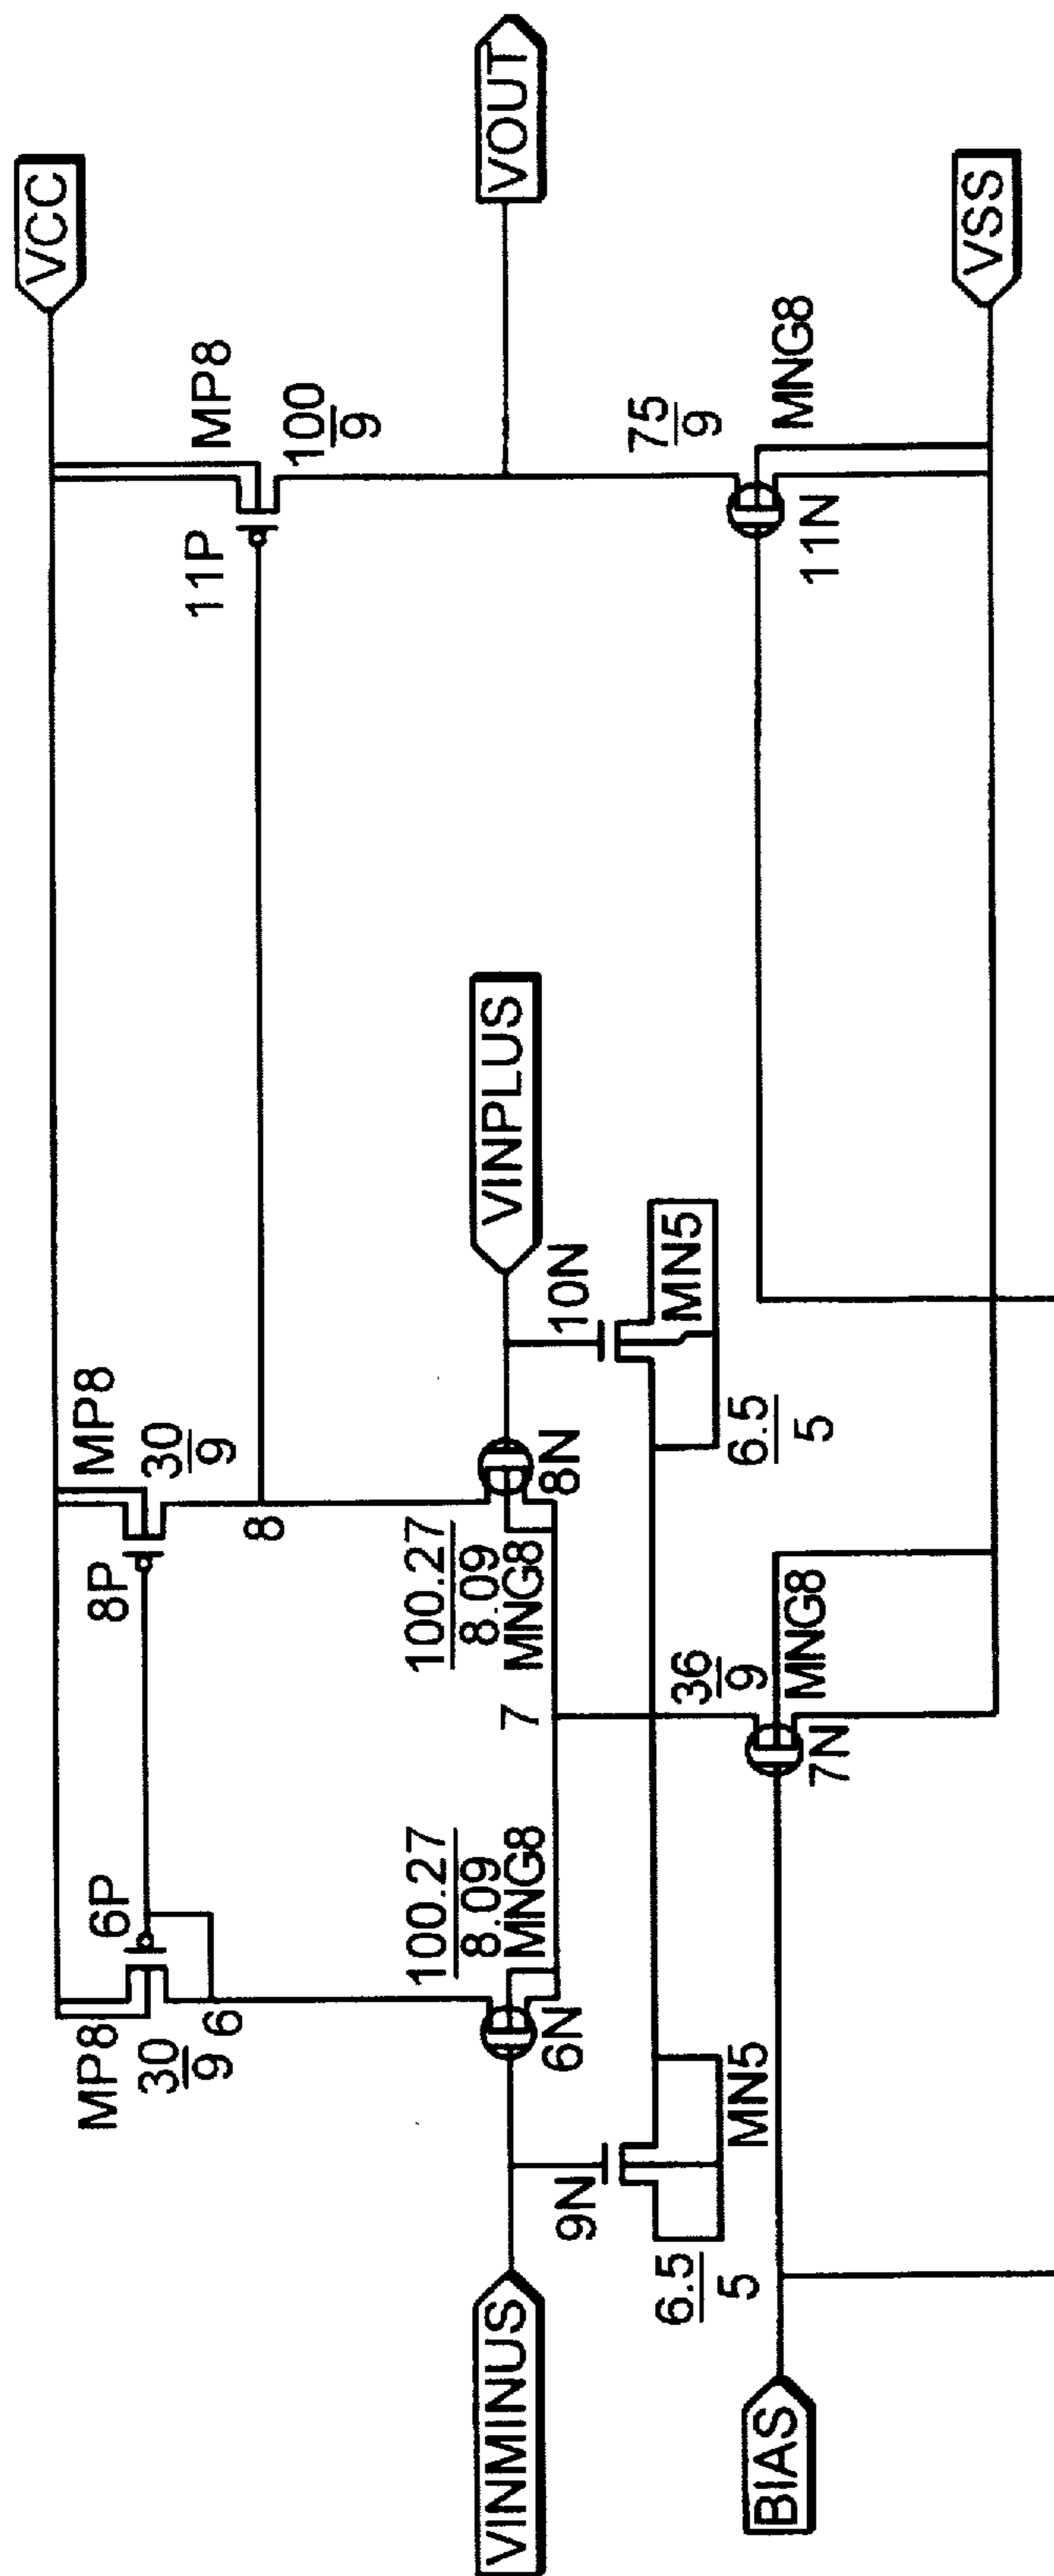 VCC
MP8
30
9
6P
6
8P
MP8
30
9
8
11P
MP8
100
9
VINMINUS
6N
100.27
8.09
MNG8
7
100.27
8.09
MNG8
8N
VINPLUS
VOUT
9N
6.5
5
MN5
10N
6.5
5
MN5
BIAS
7N
36
9
MNG8
11N
75
9
MNG8
VSS